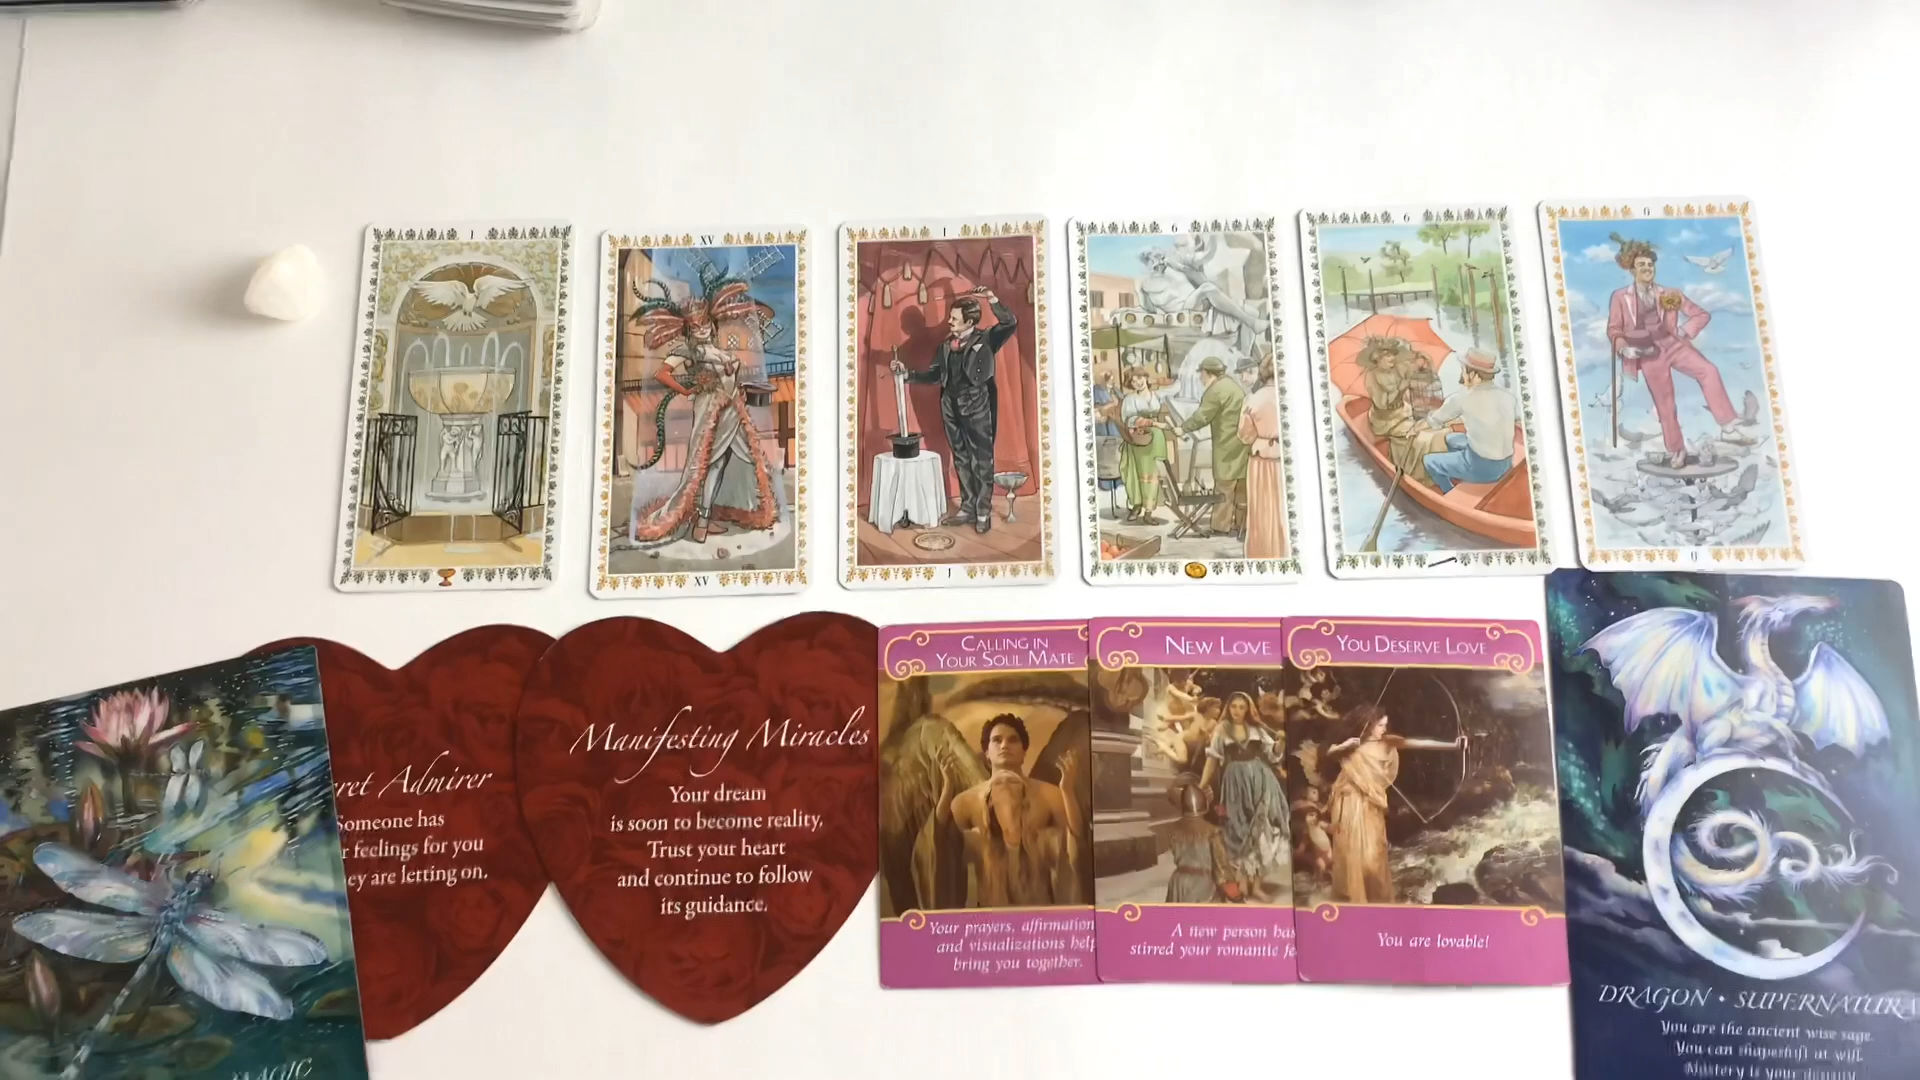 1
XV
1
6
6
0
XV
1
0
MAGIC
ret Admirer
Someone has
r feelings for you
ey are letting on.
Manifesting Miracles
Your dream
is soon to become reality.
Trust your heart
and continue to follow
its guidance.
CALLING IN
YOUR SOUL MATE
Your prayers, affirmation
and visualizations help
bring you together.
NEW LOVE
A new person has
stirred your romantic fe
YOU DESERVE LOVE
You are lovable!
DRAGON • SUPERNATURA
You are the ancient wise sage.
You can shapeshift at will.
Mastery is your destiny.